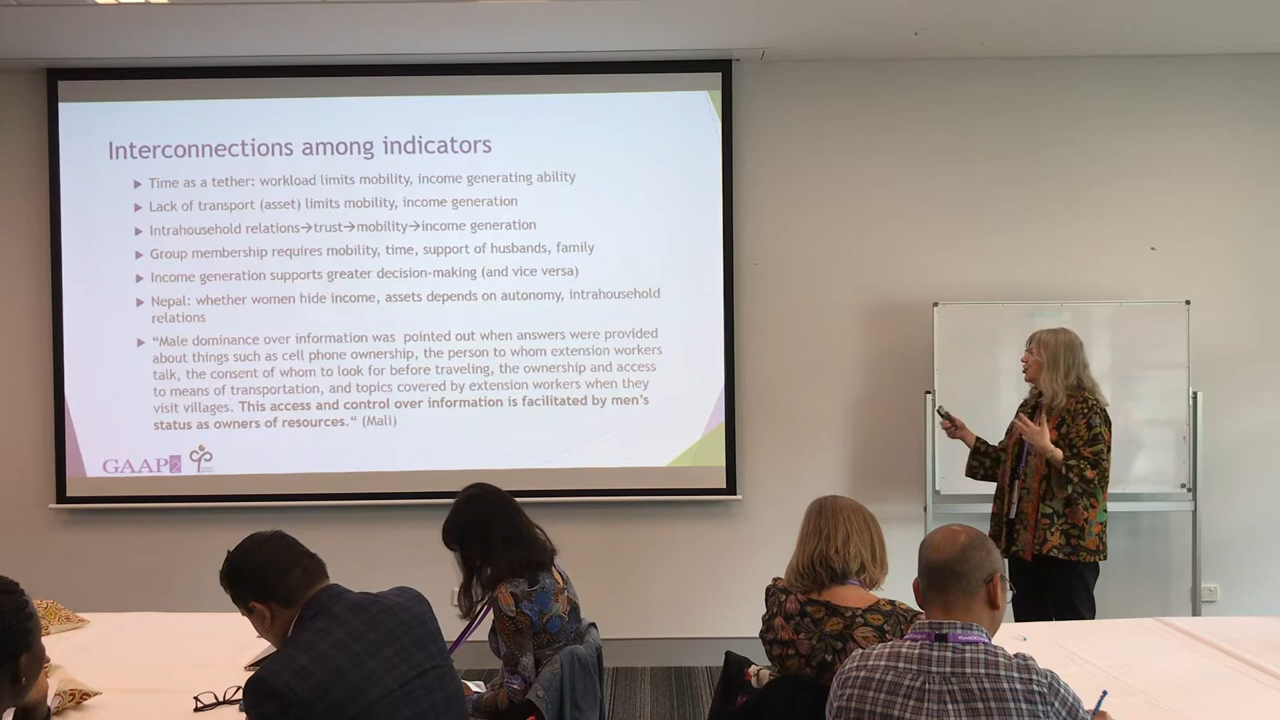 Interconnections among indicators
Time as a tether: workload limits mobility, income generating ability
Lack of transport (asset) limits mobility, income generation
Intrahousehold relations→trust→mobility→income generation
Group membership requires mobility, time, support of husbands, family
Income generation supports greater decision-making (and vice versa)
Nepal: whether women hide income, assets depends on autonomy, intrahousehold
relations
“Male dominance over information was pointed out when answers were provided
about things such as cell phone ownership, the person to whom extension workers
talk, the consent of whom to look for before traveling, the ownership and access
to means of transportation, and topics covered by extension workers when they
visit villages. This access and control over information is facilitated by men’s
status as owners of resources.“ (Mali)
GAAP2